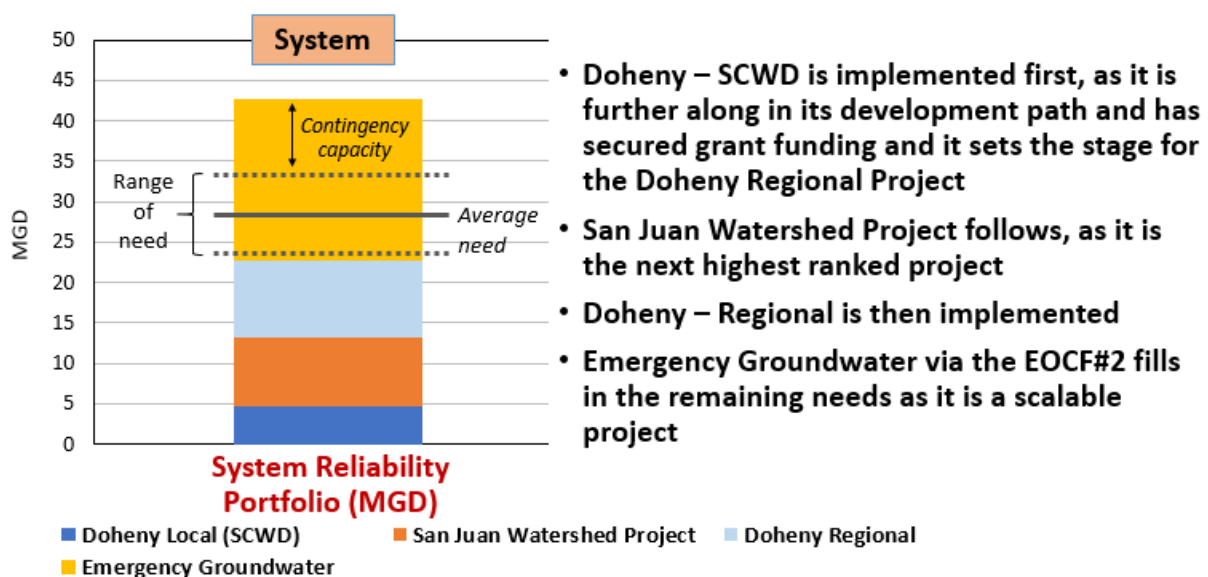 System
50
45
40
35
30
25
20
15
10
5
0
MGD
Contingency
capacity
Range
of
need
Average
need
System Reliability
Portfolio (MGD)
Doheny Local (SCWD)
San Juan Watershed Project
Doheny Regional
Emergency Groundwater
• Doheny – SCWD is implemented first, as it is
further along in its development path and has
secured grant funding and it sets the stage for
the Doheny Regional Project
• San Juan Watershed Project follows, as it is
the next highest ranked project
• Doheny – Regional is then implemented
• Emergency Groundwater via the EOCF#2 fills
in the remaining needs as it is a scalable
project